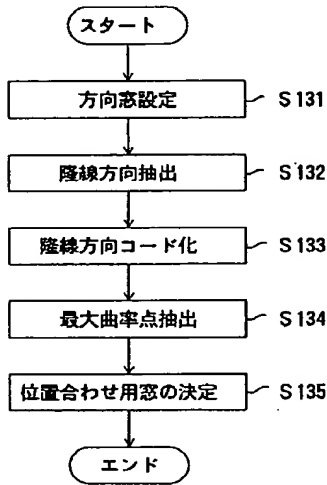 スタート
方向窓設定 S131
隆線方向抽出 S132
隆線方向コード化 S133
最大曲率点抽出 S134
位置合わせ用窓の決定 S135
エンド